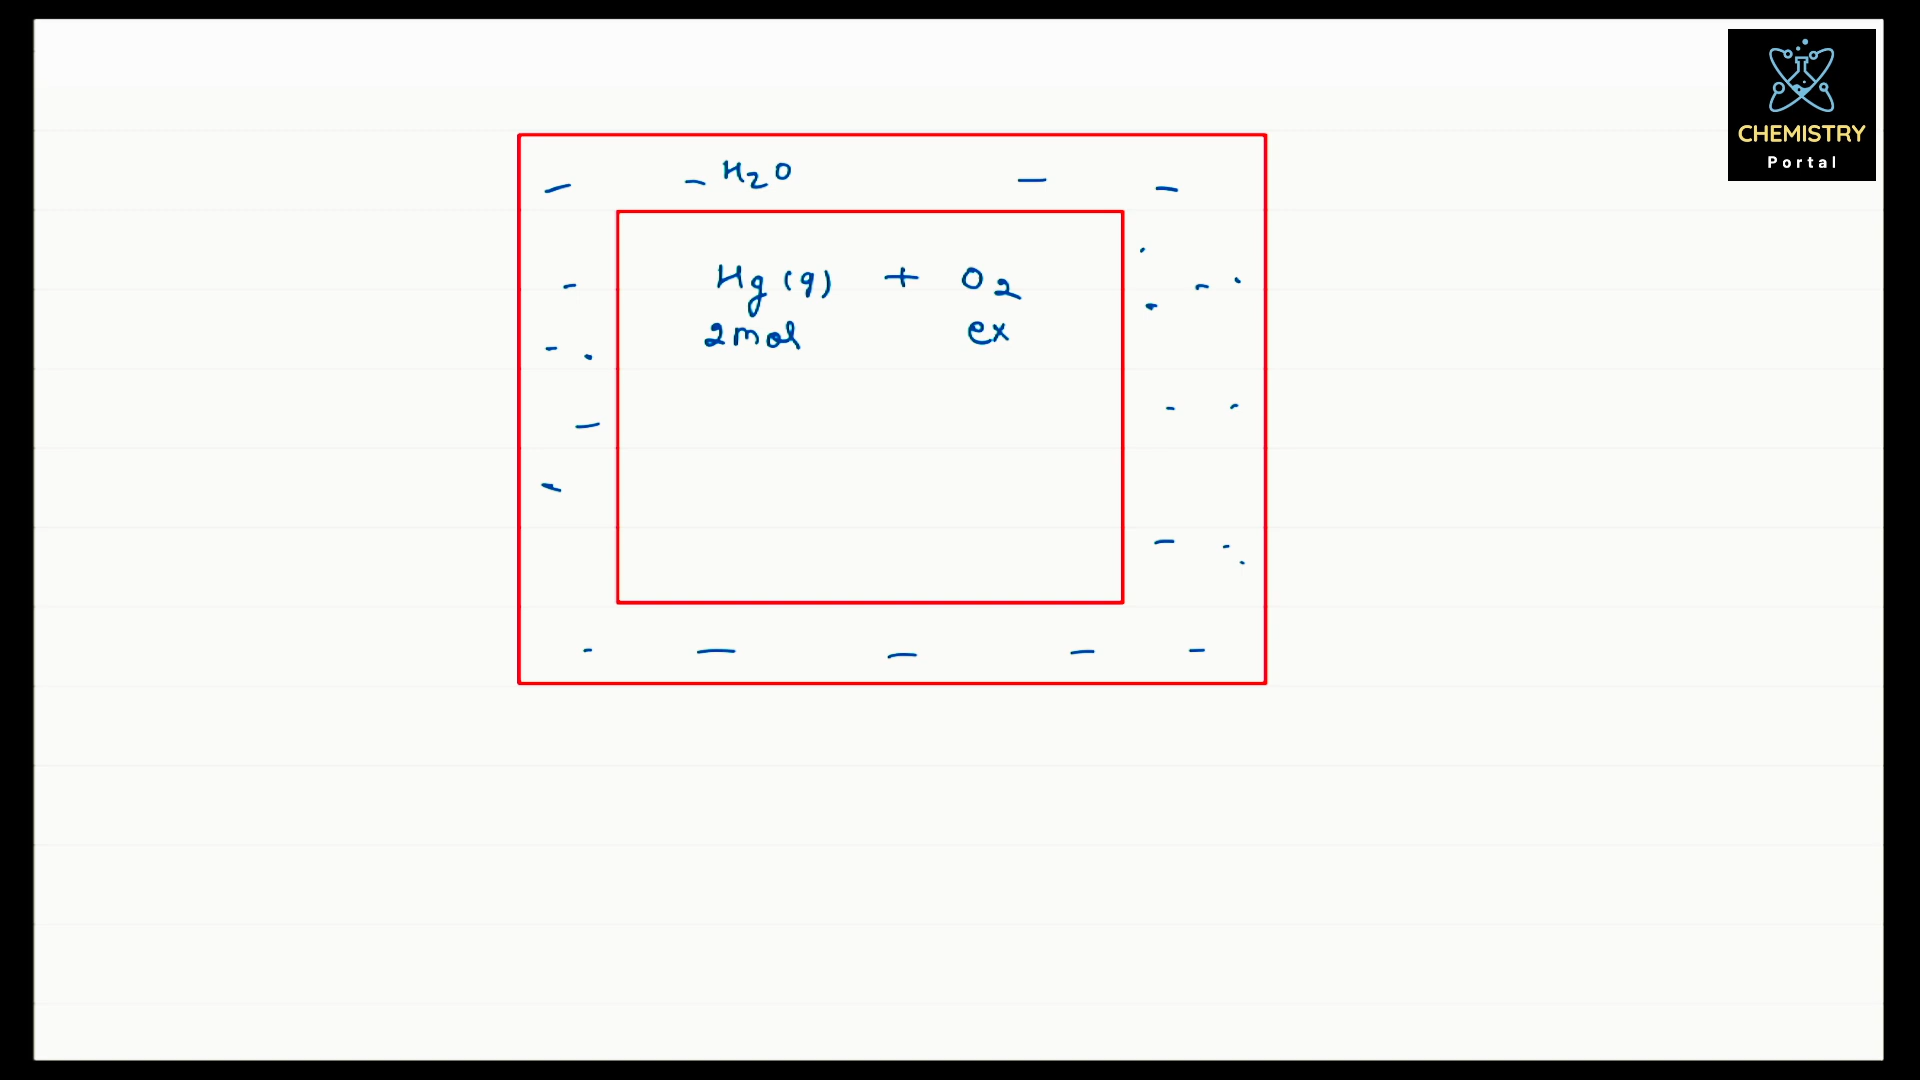 CHEMISTRY
Portal
H2O
Hg (g) + O2
2mol ex